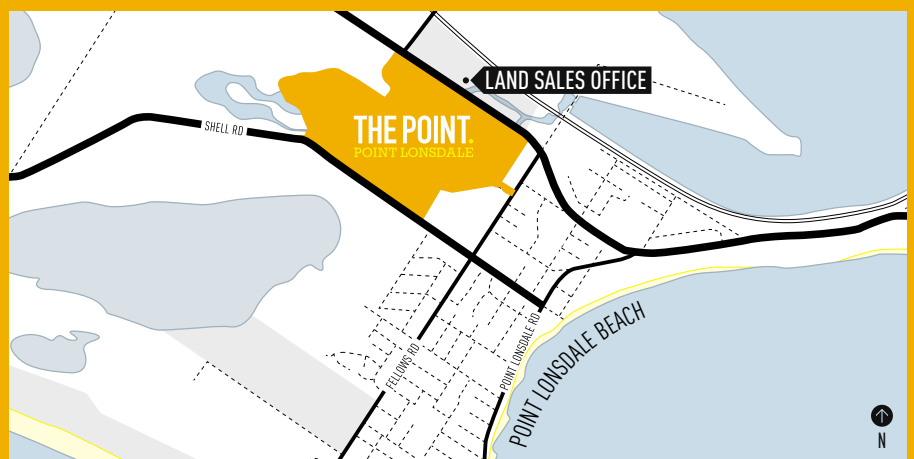 LAND SALES OFFICE
THE POINT.
POINT LONSDALE
SHELL RD
FELLOWS RD
POINT LONSDALE RD
POINT LONSDALE BEACH
N